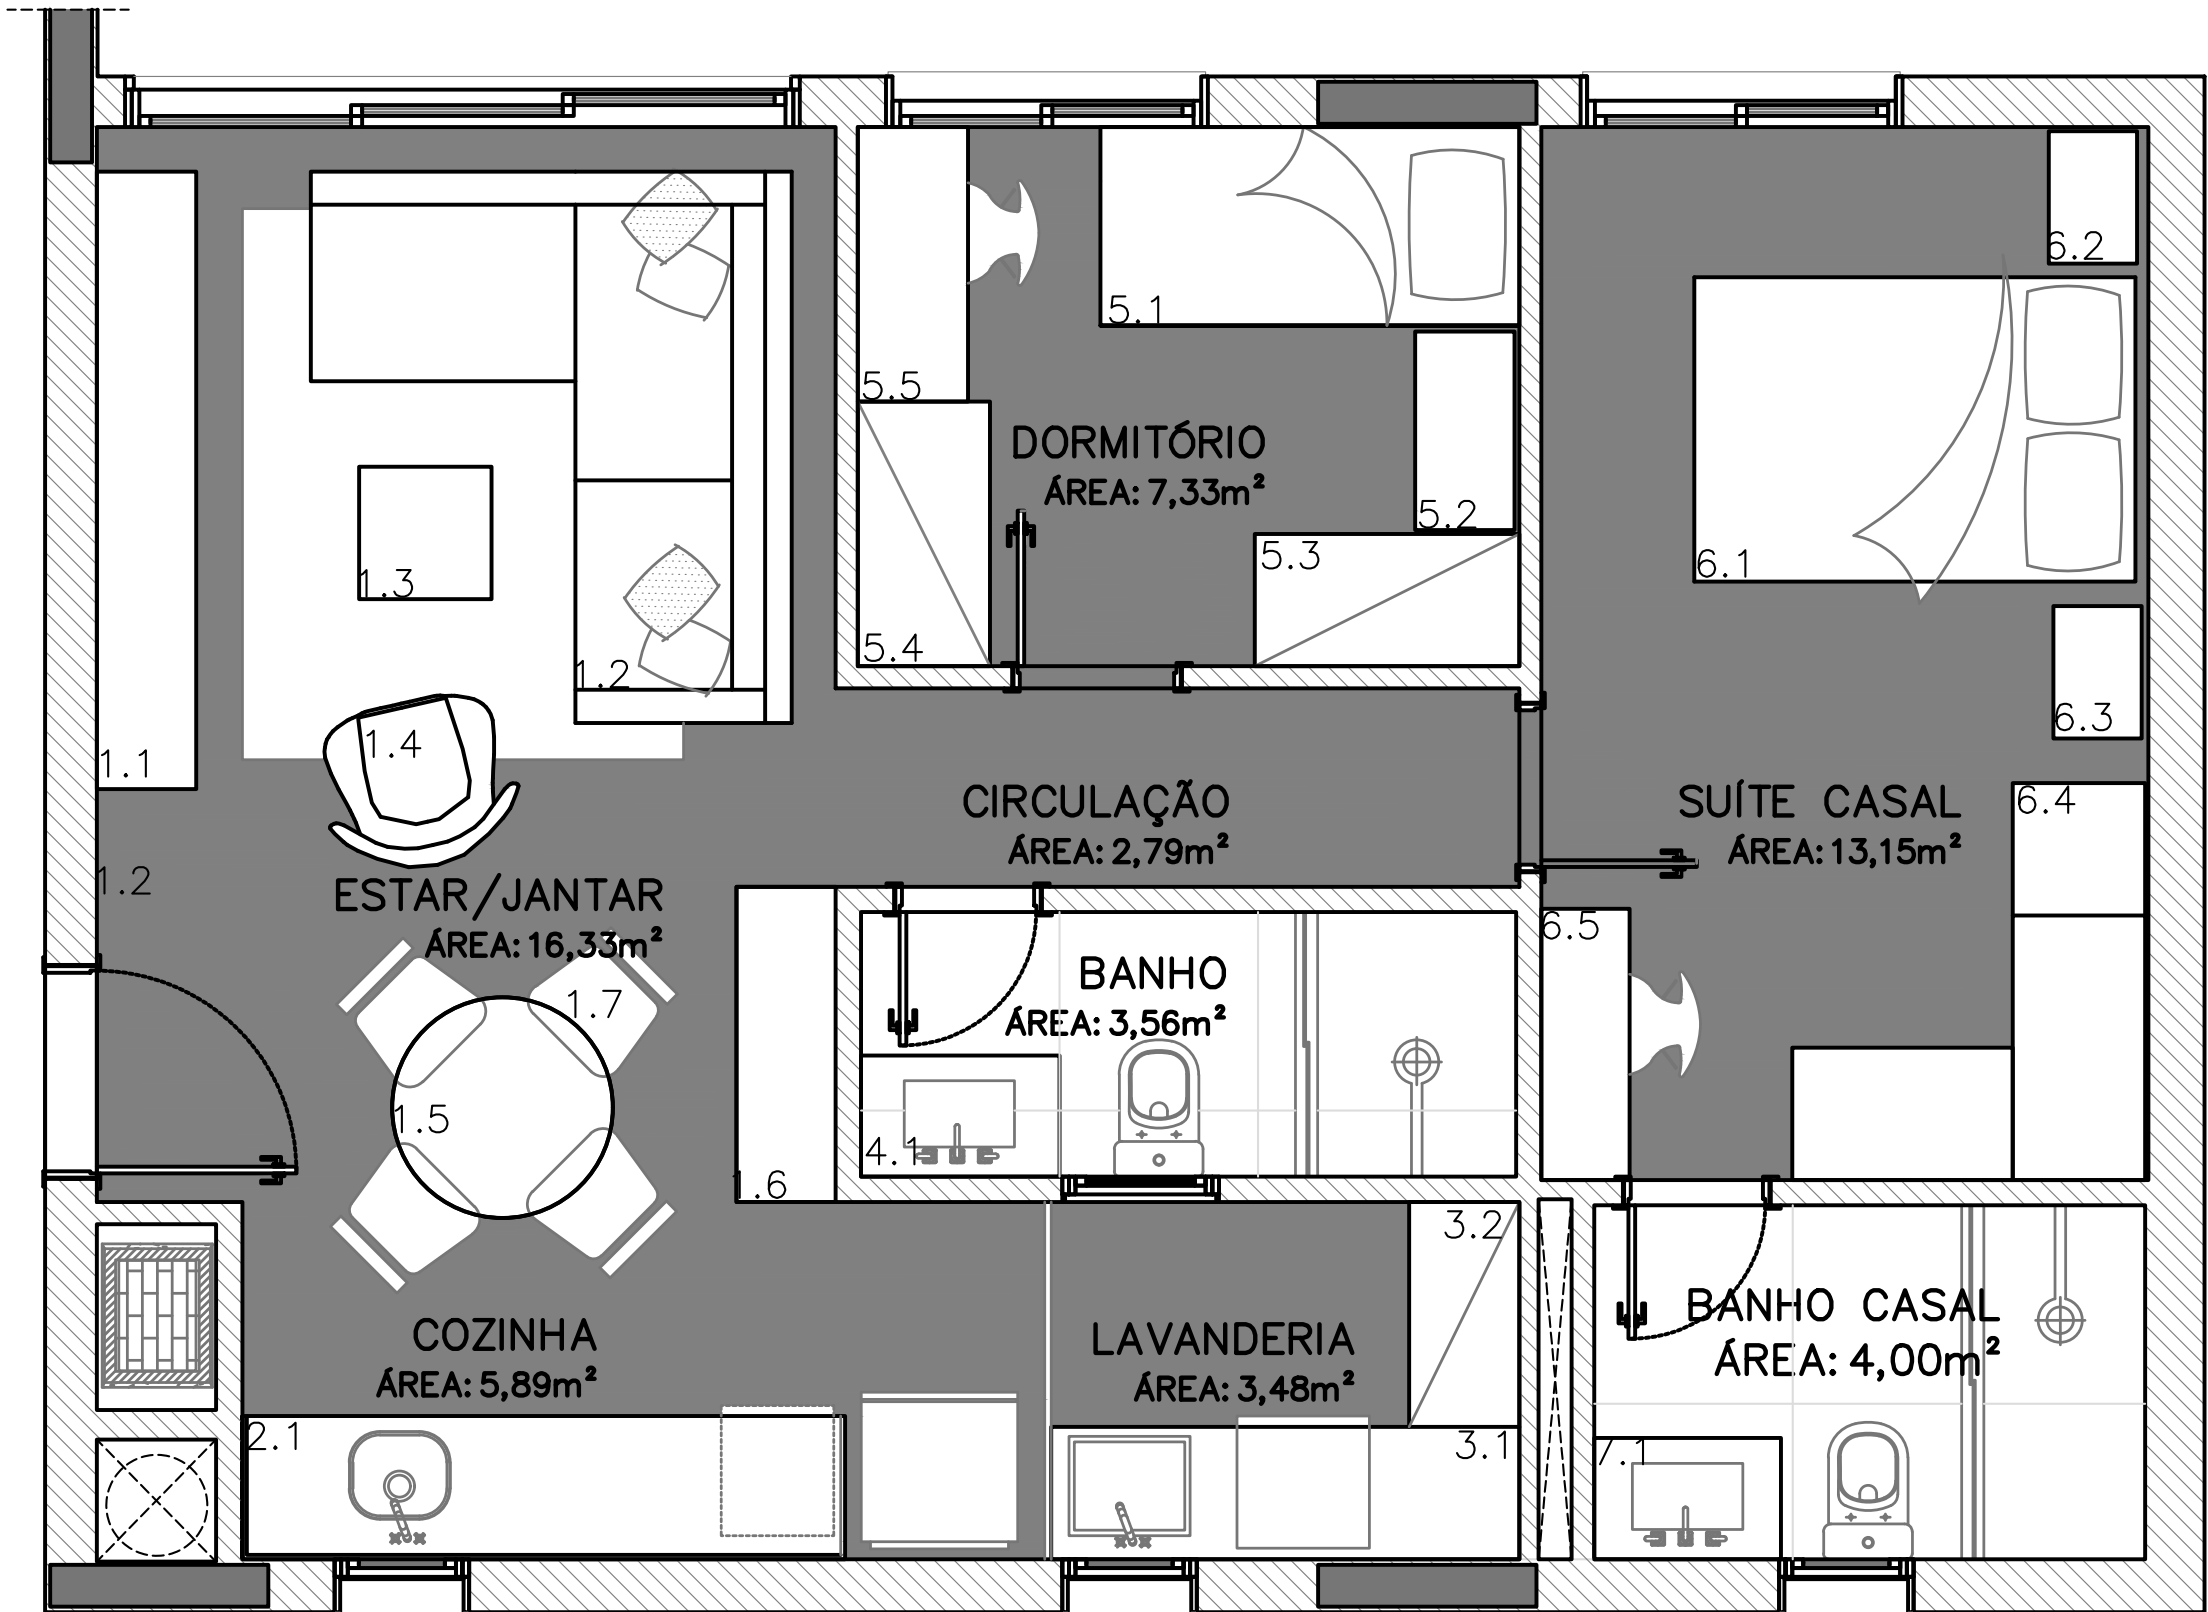 6.2
5.1
5.5
DORMITÓRIO
ÁREA: 7,33m²
5.2
5.3
6.1
1.3
5.4
1.2
6.3
1.4
1.1
CIRCULAÇÃO
ÁREA: 2,79m²
SUÍTE CASAL
ÁREA: 13,15m²
6.4
1.2
ESTAR/JANTAR
ÁREA: 16,33m²
6.5
BANHO
ÁREA: 3,56m²
1.7
1.5
4.1
1.6
3.2
COZINHA
ÁREA: 5,89m²
LAVANDERIA
ÁREA: 3,48m²
BANHO CASAL
ÁREA: 4,00m²
2.1
3.1
7.1